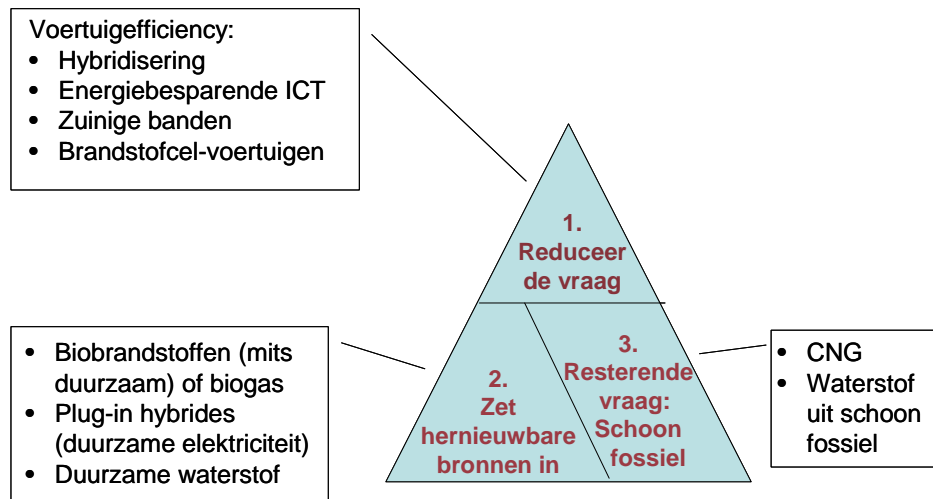 Voertuigefficiency:
• Hybridisering
• Energiebesparende ICT
• Zuinige banden
• Brandstofcel-voertuigen
1.
Reduceer
de vraag
• Biobrandstoffen (mits
duurzaam) of biogas
• Plug-in hybrides
(duurzame elektriciteit)
• Duurzame waterstof
2.
Zet
hernieuwbare
bronnen in
3.
Resterende
vraag:
Schoon
fossiel
• CNG
• Waterstof
uit schoon
fossiel